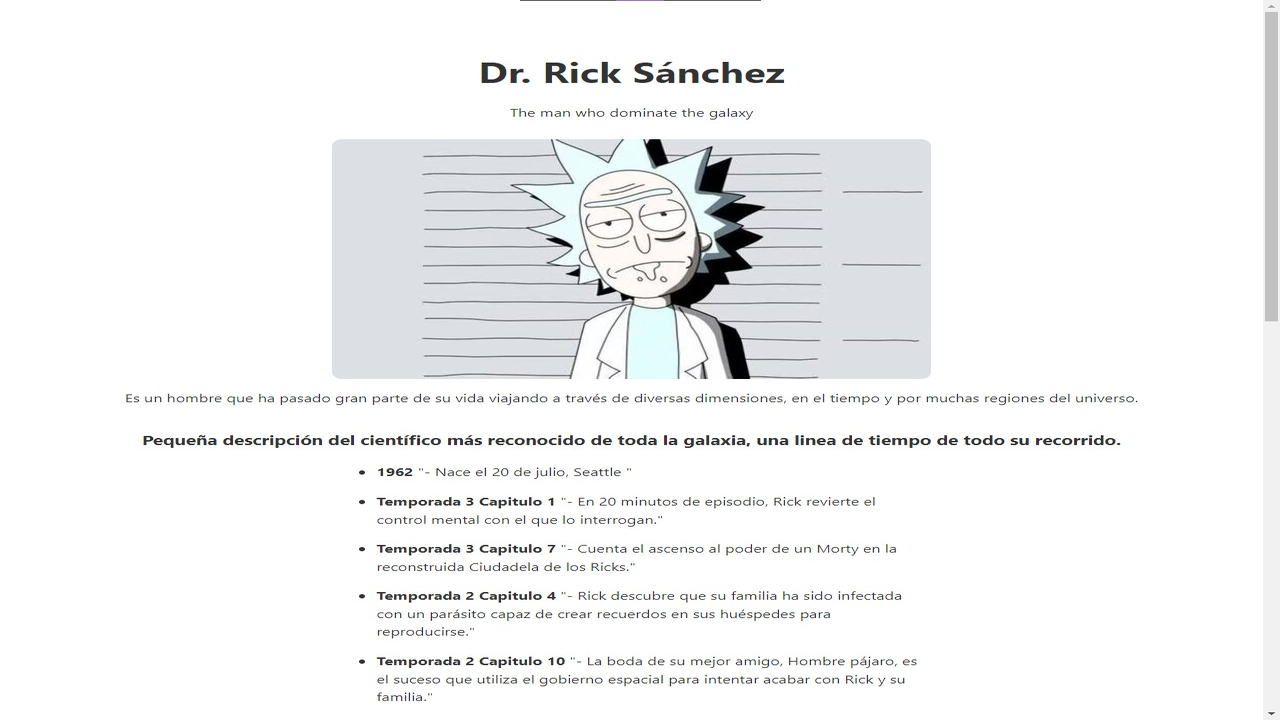 Dr. Rick Sánchez
The man who dominate the galaxy
Es un hombre que ha pasado gran parte de su vida viajando a través de diversas dimensiones, en el tiempo y por muchas regiones del universo.
Pequeña descripción del científico más reconocido de toda la galaxia, una linea de tiempo de todo su recorrido.
• 1962 "- Nace el 20 de julio, Seattle "
• Temporada 3 Capitulo 1 "- En 20 minutos de episodio, Rick revierte el
control mental con el que lo interrogan."
• Temporada 3 Capitulo 7 "- Cuenta el ascenso al poder de un Morty en la
reconstruida Ciudadela de los Ricks."
• Temporada 2 Capitulo 4 "- Rick descubre que su familia ha sido infectada
con un parásito capaz de crear recuerdos en sus huéspedes para
reproducirse."
• Temporada 2 Capitulo 10 "- La boda de su mejor amigo, Hombre pájaro, es
el suceso que utiliza el gobierno espacial para intentar acabar con Rick y su
familia."